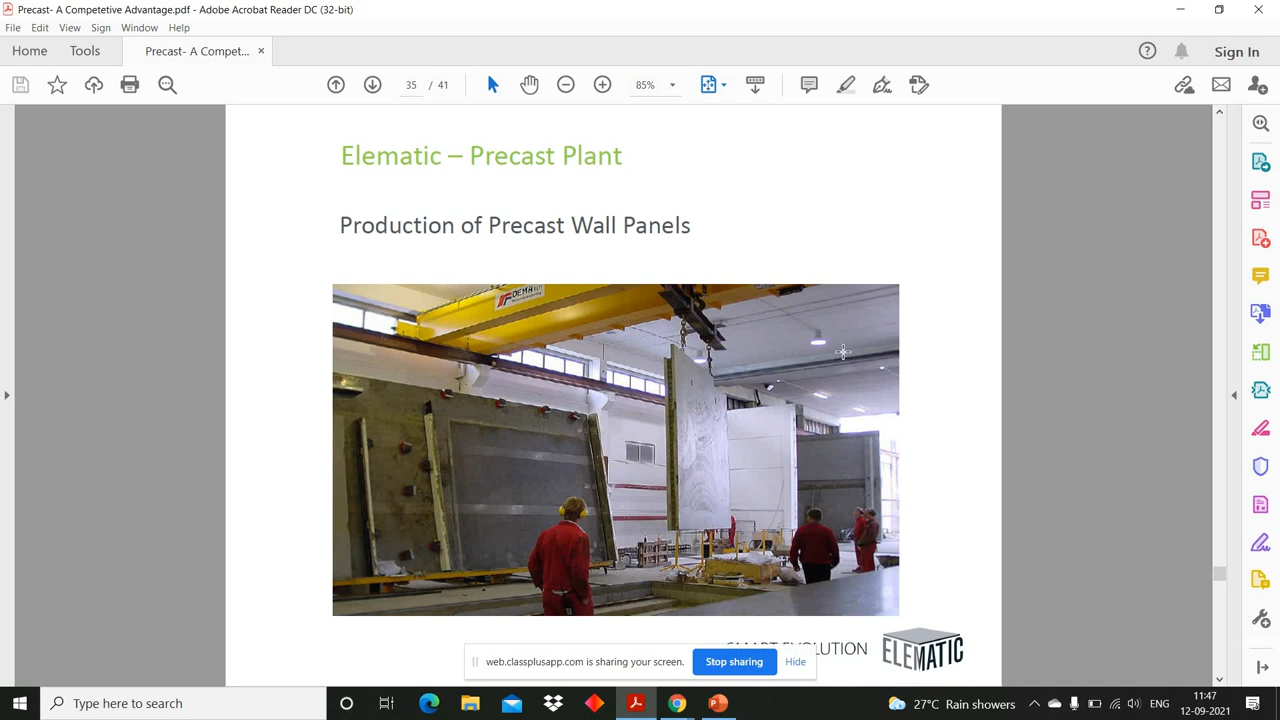 Precast- A Competetive Advantage.pdf - Adobe Acrobat Reader DC (32-bit)
File Edit View Sign Window Help
Home Tools Precast- A Compet... × Sign In
35 / 41 85%
Elematic – Precast Plant
Production of Precast Wall Panels
DEMA
SMART EVOLUTION
ELEMATIC
web.classplusapp.com is sharing your screen. Stop sharing Hide
Type here to search
27°C Rain showers
ENG
11:47
12-09-2021